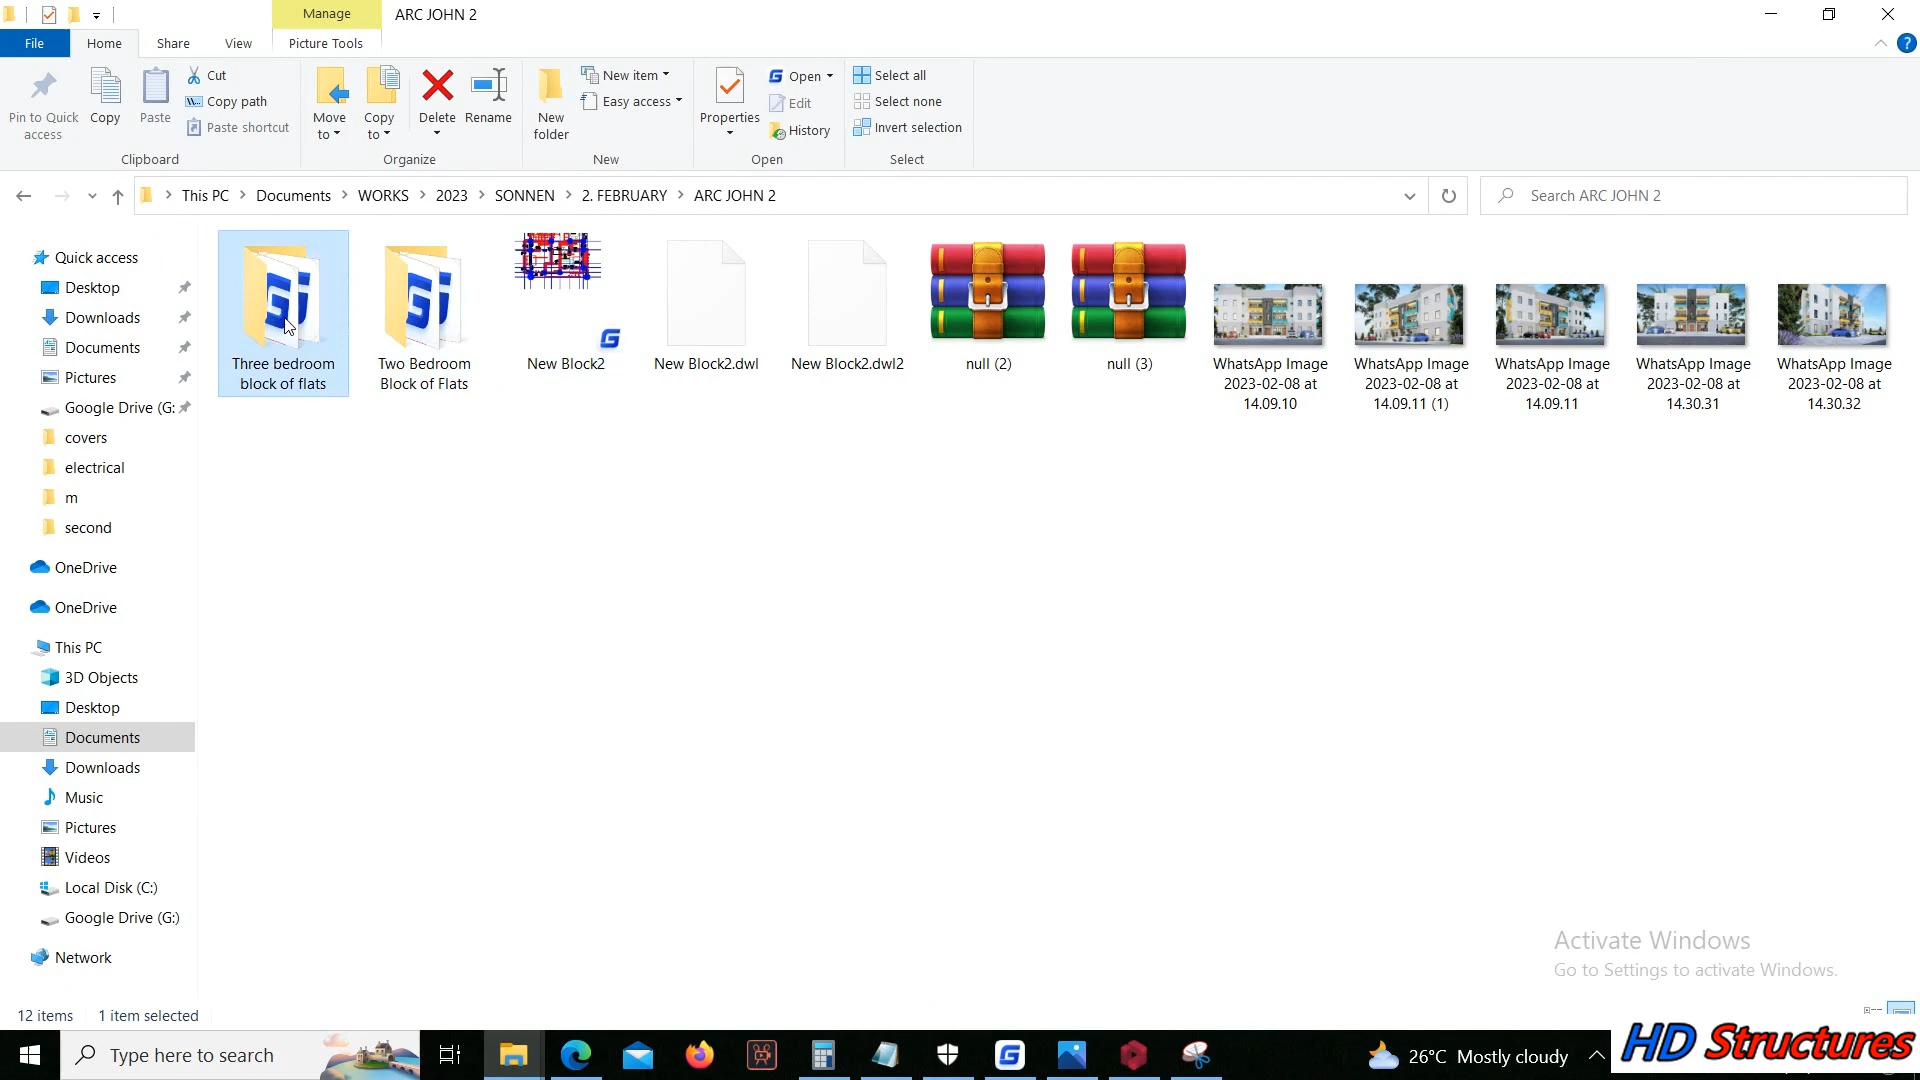 Manage
ARC JOHN 2
File
Home
Share
View
Picture Tools
?
Pin to Quick
access
Copy
Paste
Cut
Copy path
Paste shortcut
Clipboard
Move
to
Copy
to
Delete
Rename
Organize
New
folder
New item
Easy access
New
Properties
Open
Edit
History
Open
Select all
Select none
Invert selection
Select
This PC > Documents > WORKS > 2023 > SONNEN > 2. FEBRUARY > ARC JOHN 2
Search ARC JOHN 2
Quick access
Desktop
Downloads
Documents
Pictures
Google Drive (G:
covers
electrical
m
second
OneDrive
OneDrive
This PC
3D Objects
Desktop
Documents
Downloads
Music
Pictures
Videos
Local Disk (C:)
Google Drive (G:)
Network
Three bedroom
block of flats
Two Bedroom
Block of Flats
New Block2
New Block2.dwl
New Block2.dwl2
null (2)
null (3)
WhatsApp Image
2023-02-08 at
14.09.10
WhatsApp Image
2023-02-08 at
14.09.11 (1)
WhatsApp Image
2023-02-08 at
14.09.11
WhatsApp Image
2023-02-08 at
14.30.31
WhatsApp Image
2023-02-08 at
14.30.32
Activate Windows
Go to Settings to activate Windows.
12 items
1 item selected
Type here to search
26°C Mostly cloudy
HD Structures